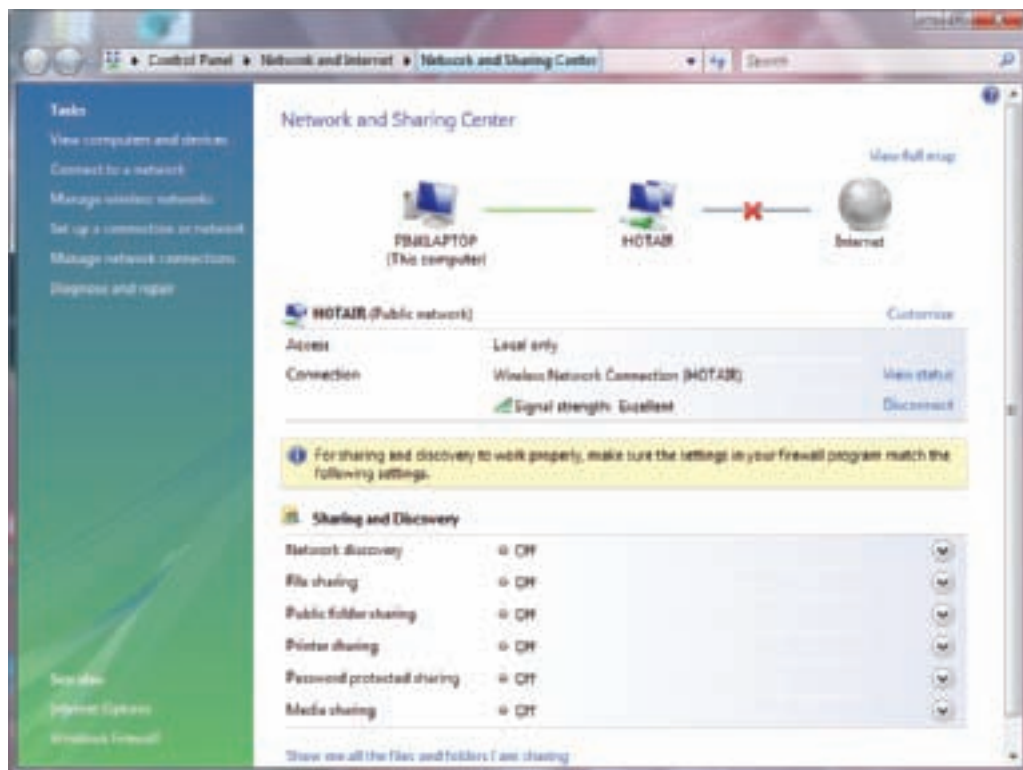 Control Panel Network and Internet Network and Sharing Center Search
Tasks
View computers and devices
Connect to a network
Manage wireless networks
Set up a connection or network
Manage network connections
Diagnose and repair
See also
Internet Options
Windows Firewall
Network and Sharing Center
View full map
PINKLAPTOP
(This computer)
HOTAIR
Internet
HOTAIR (Public network) Customize
Access Local only
Connection Wireless Network Connection (HOTAIR) View status
Signal strength: Excellent Disconnect
For sharing and discovery to work properly, make sure the settings in your firewall program match the
following settings.
Sharing and Discovery
Network discovery Off
File sharing Off
Public folder sharing Off
Printer sharing Off
Password protected sharing Off
Media sharing Off
Show me all the files and folders I am sharing